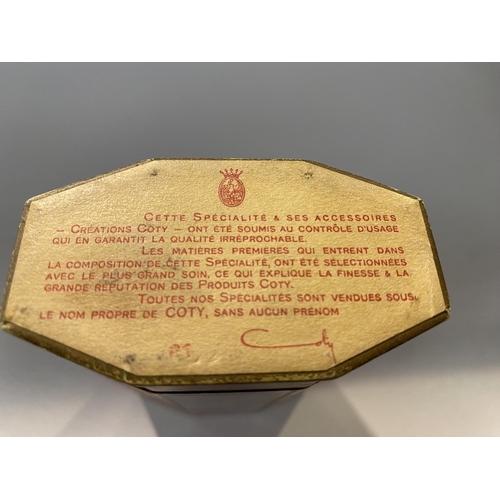 Cette Spécialité & ses accessoires
– Créations Coty – ont été soumis au contrôle d'usage
qui en garantit la qualité irréprochable.
Les matières premieres qui entrent dans
la composition de cette Spécialité, ont été sélectionnées
avec le plus grand soin, ce qui explique la finesse & la
grande réputation des Produits Coty.
Toutes nos Spécialités sont vendues sous
le nom propre de COTY, sans aucun prénom
Coty